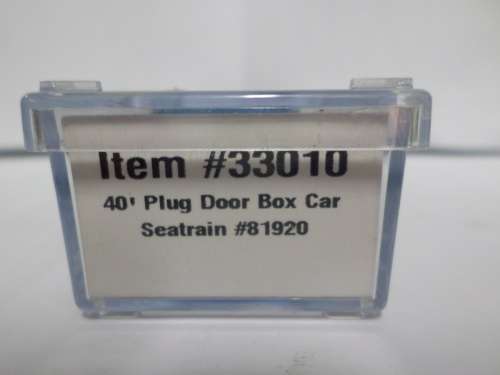 Item #33010
40' Plug Door Box Car
Seatrain #81920